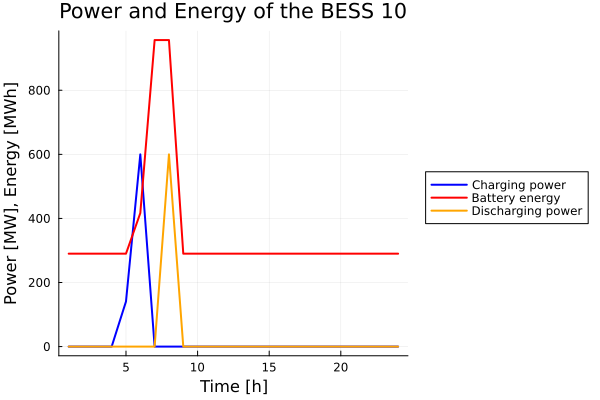 Power and Energy of the BESS 10
Power [MW], Energy [MWh]
800
600
400
200
0
5
10
15
20
Time [h]
Charging power
Battery energy
Discharging power